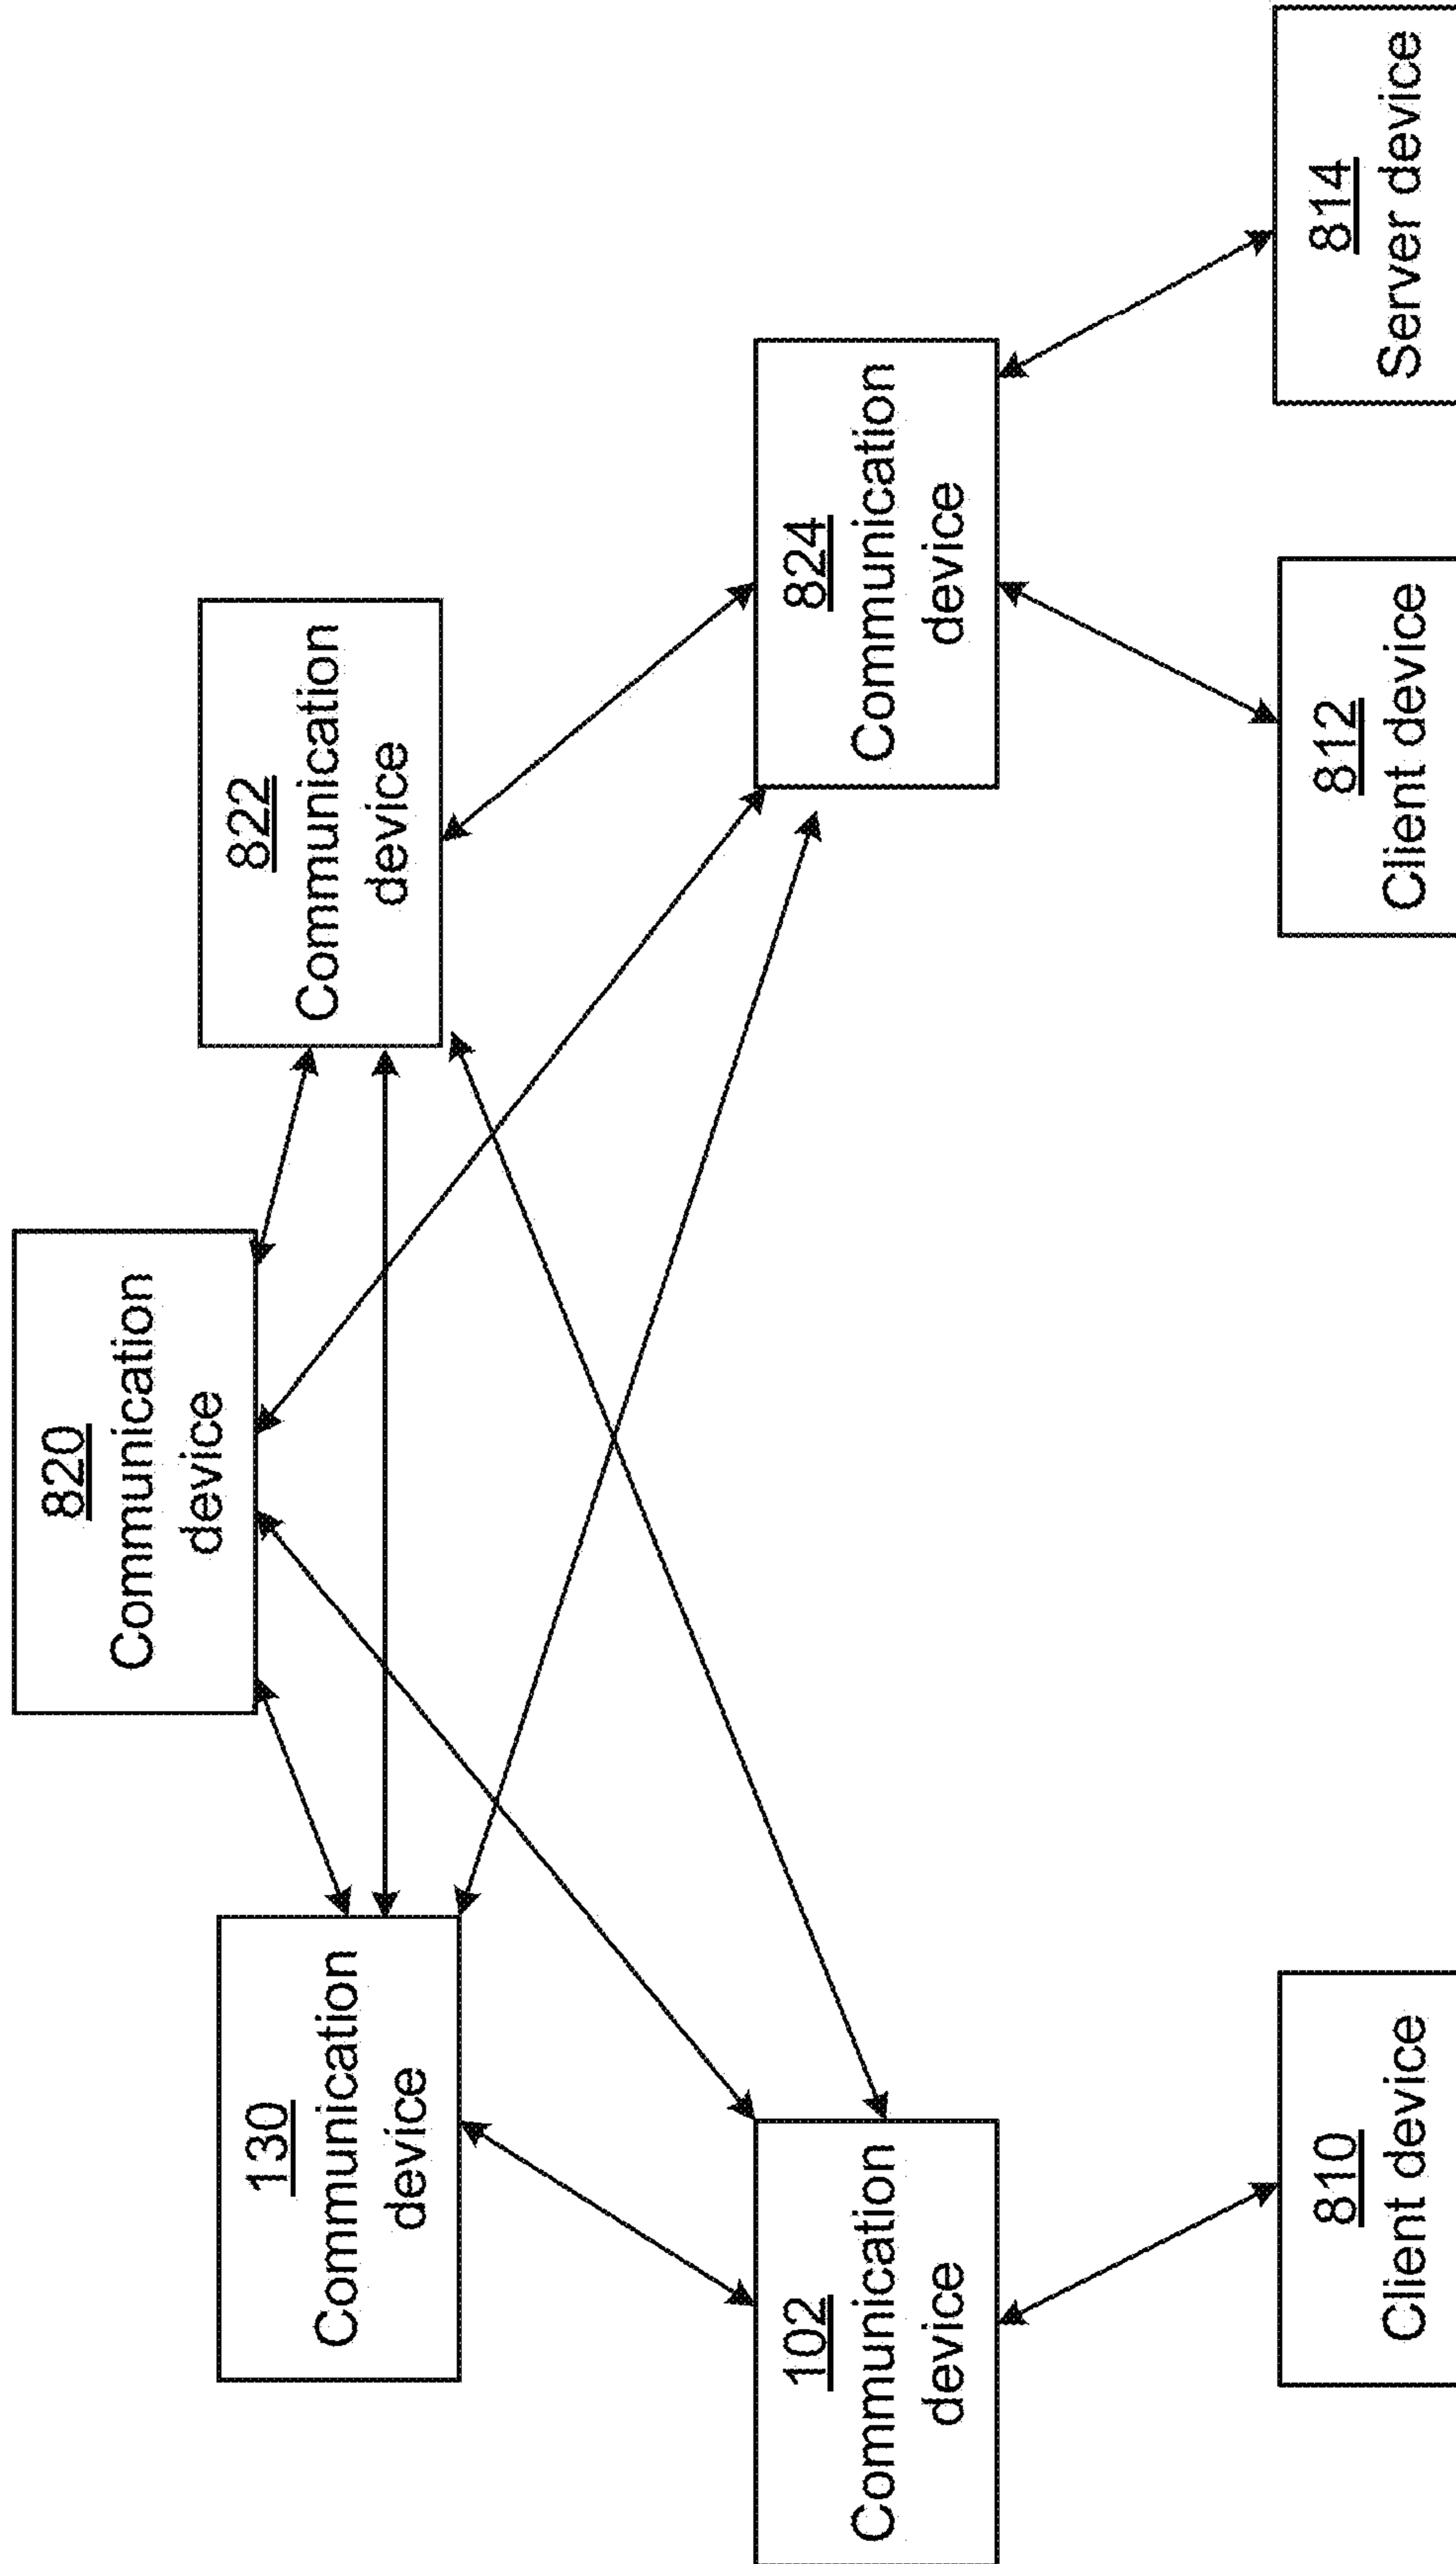 820
Communication
device
130
Communication
device
822
Communication
device
102
Communication
device
824
Communication
device
810
Client device
812
Client device
814
Server device